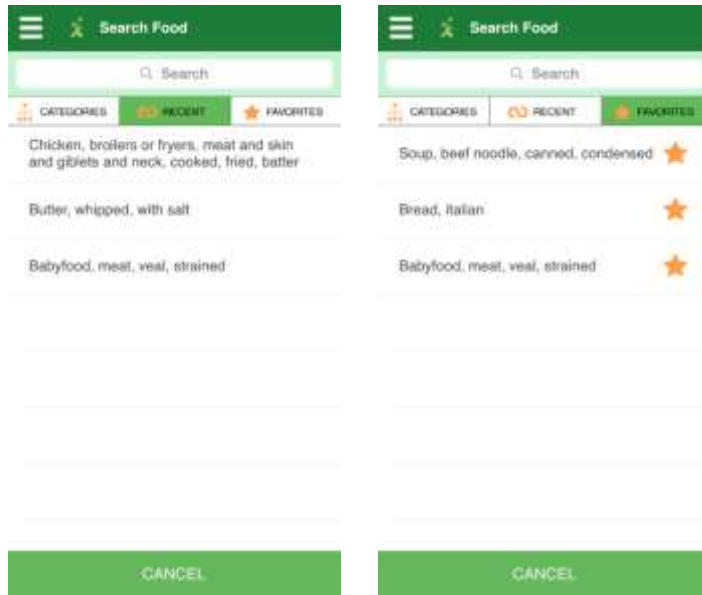 Search Food
Search
CATEGORIES RECENT FAVORITES
Chicken, broilers or fryers, meat and skin
and giblets and neck, cooked, fried, batter
Butter, whipped, with salt
Babyfood, meat, veal, strained
CANCEL
Search Food
Search
CATEGORIES RECENT FAVORITES
Soup, beef noodle, canned, condensed
Bread, Italian
Babyfood, meat, veal, strained
CANCEL